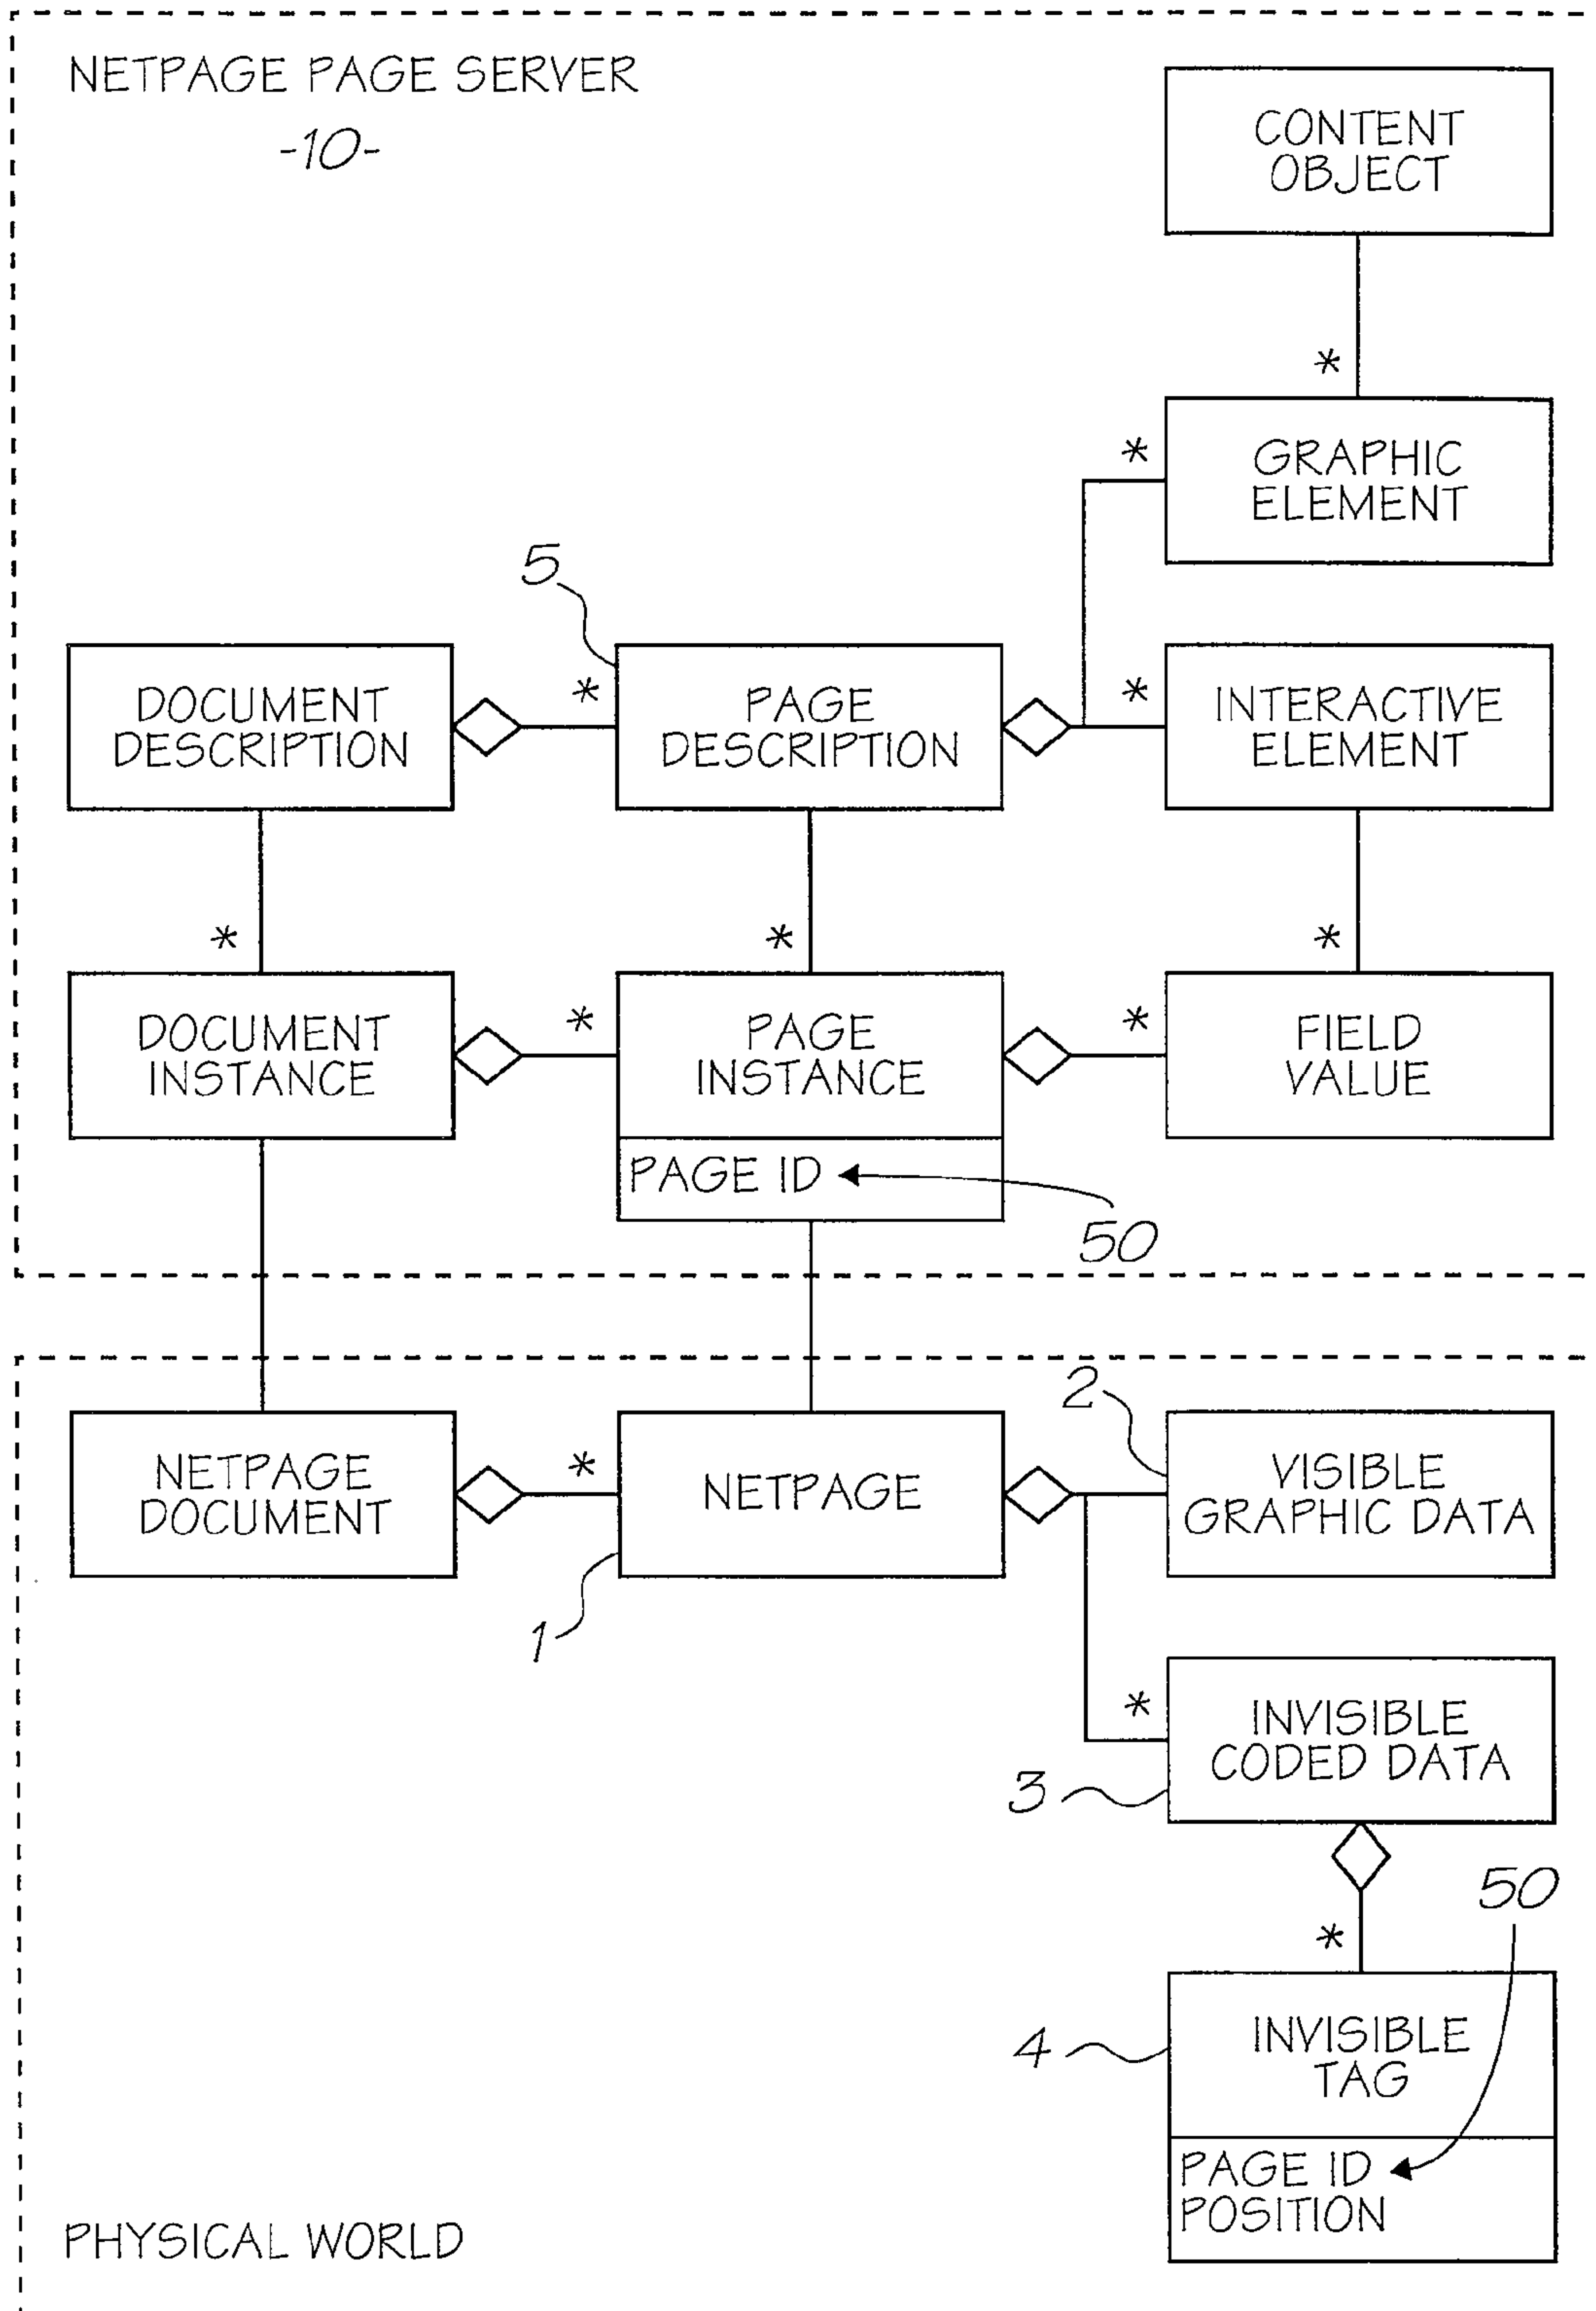 NETPAGE PAGE SERVER
-10-
CONTENT
OBJECT
*
*
GRAPHIC
ELEMENT
5
DOCUMENT
DESCRIPTION
*
PAGE
DESCRIPTION
*
INTERACTIVE
ELEMENT
*
*
*
DOCUMENT
INSTANCE
*
PAGE
INSTANCE
*
FIELD
VALUE
PAGE ID
50
2
NETPAGE
DOCUMENT
*
NETPAGE
VISIBLE
GRAPHIC DATA
1
*
INVISIBLE
CODED DATA
3
50
*
4
INVISIBLE
TAG
PAGE ID
POSITION
PHYSICAL WORLD